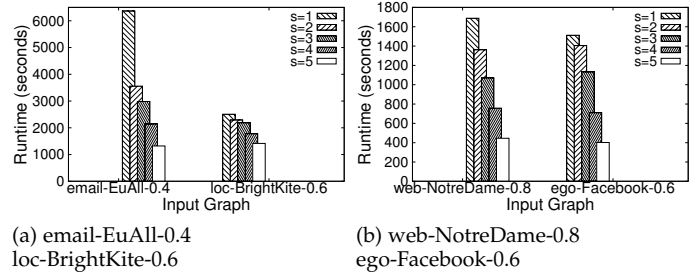 6000
5000
4000
3000
2000
1000
0
Runtime (seconds)
s=1
s=2
s=3
s=4
s=5
email-EuAll-0.4 loc-BrightKite-0.6
Input Graph
1800
1600
1400
1200
1000
800
600
400
200
0
Runtime (seconds)
s=1
s=2
s=3
s=4
s=5
web-NotreDame-0.8 ego-Facebook-0.6
Input Graph
(a) email-EuAll-0.4
loc-BrightKite-0.6
(b) web-NotreDame-0.8
ego-Facebook-0.6